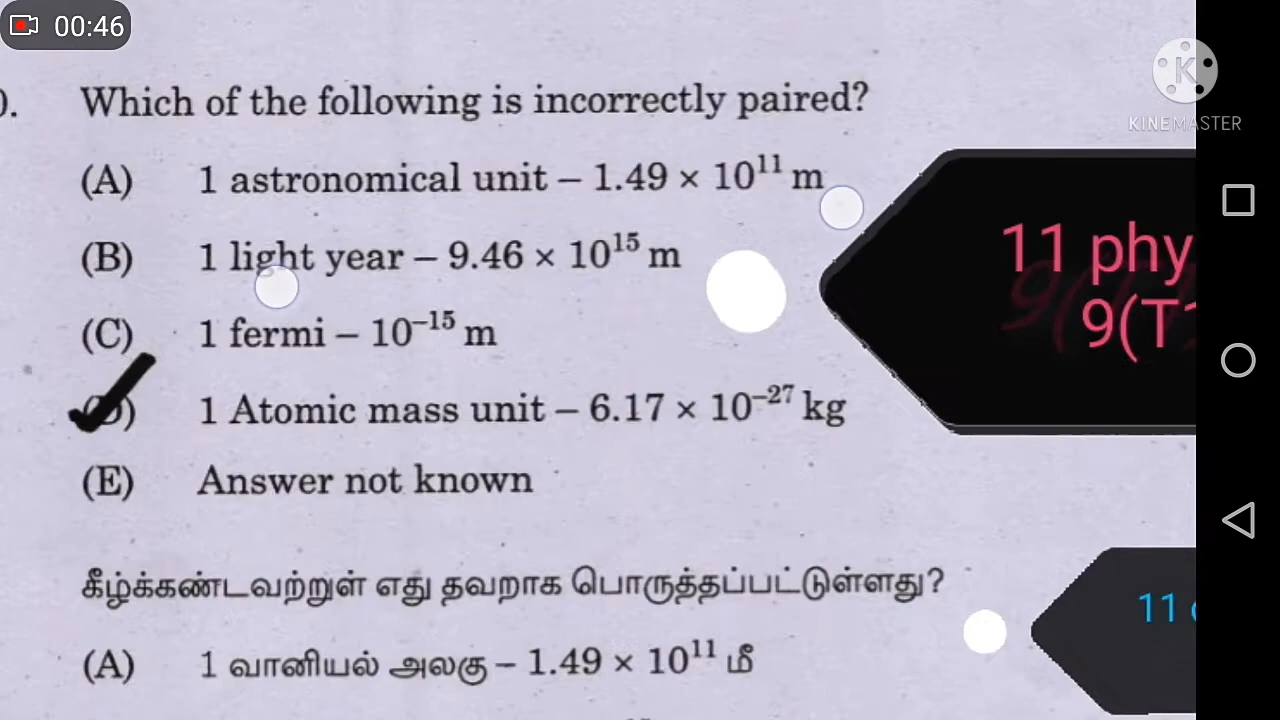 00:46
Which of the following is incorrectly paired?
(A) 1 astronomical unit – 1.49 × 10¹¹ m
(B) 1 light year – 9.46 × 10¹⁵ m
(C) 1 fermi – 10⁻¹⁵ m
(D) 1 Atomic mass unit – 6.17 × 10⁻²⁷ kg
(E) Answer not known
கீழ்க்கண்டவற்றுள் எது தவறாக பொருத்தப்பட்டுள்ளது?
(A) 1 வானியல் அலகு – 1.49 × 10¹¹ மீ
KINEMASTER
11 phy
9(T
11